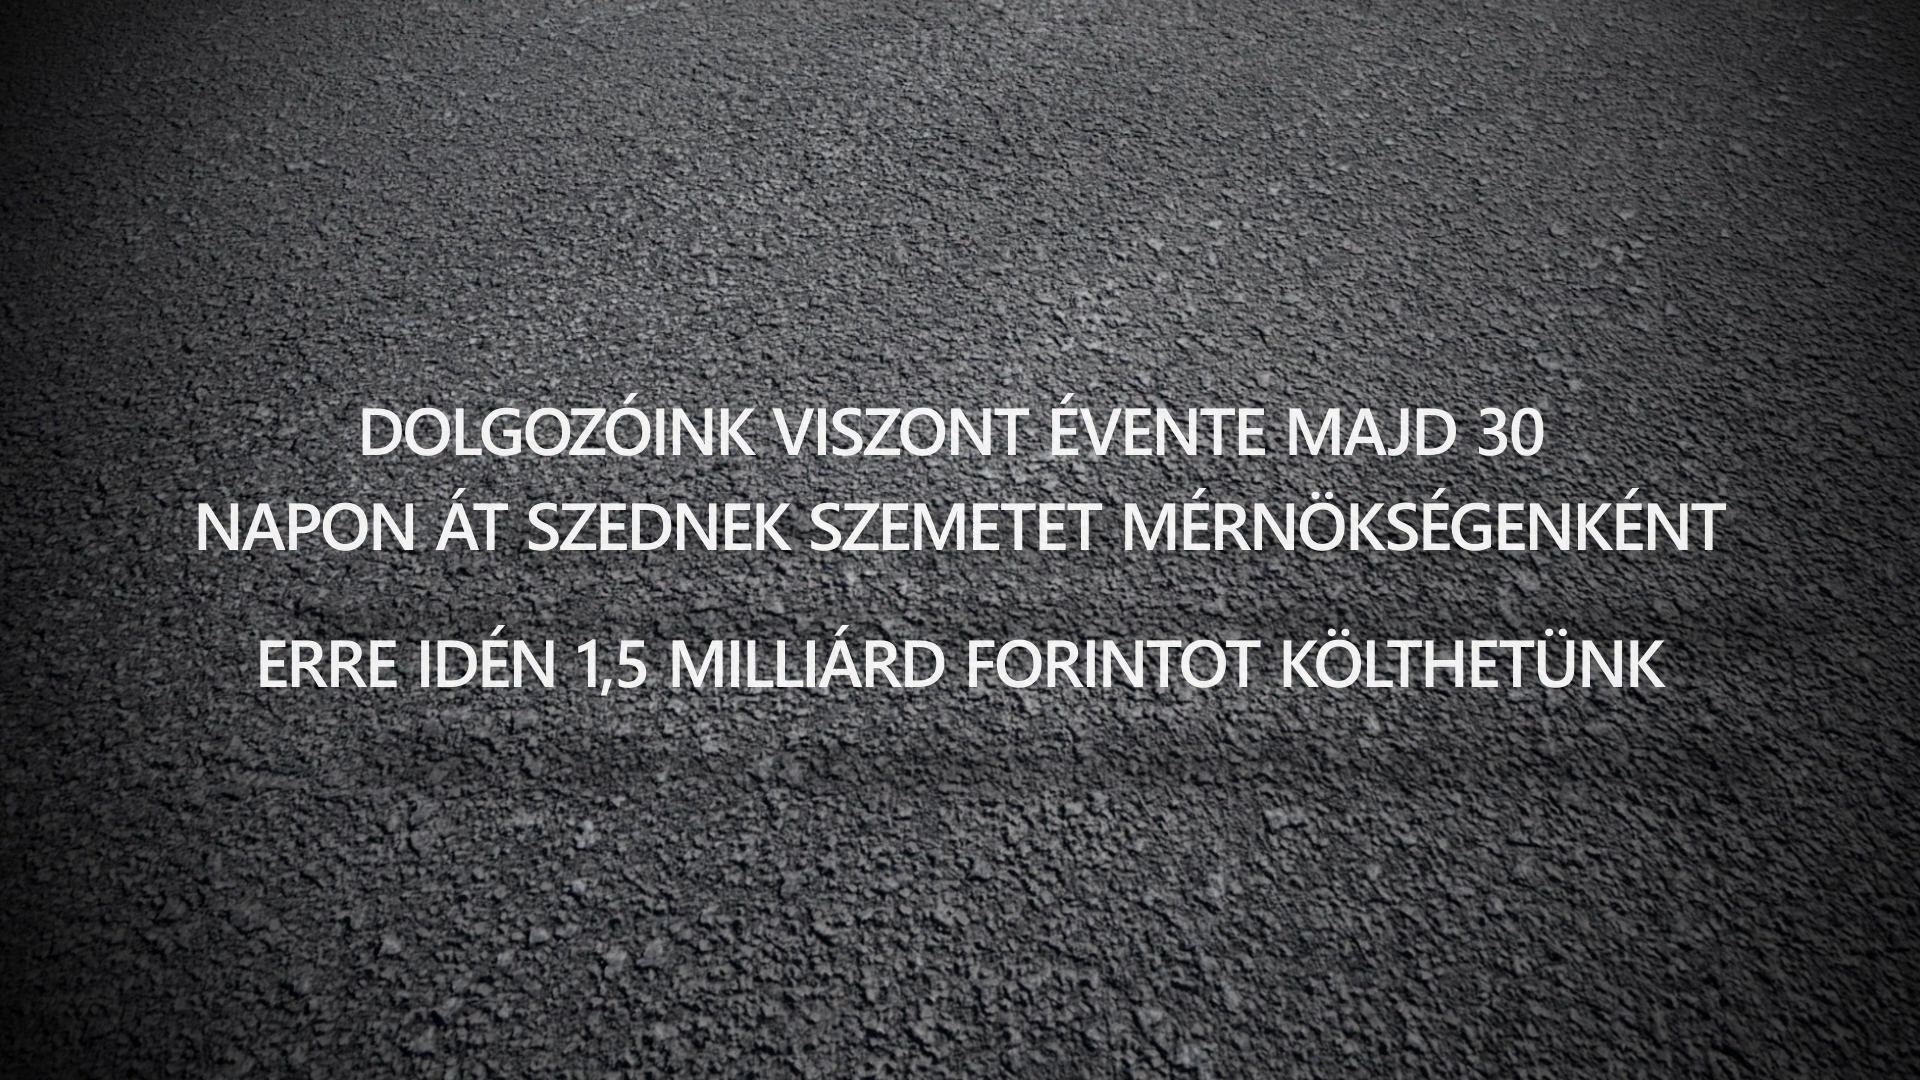 DOLGOZÓINK VISZONT ÉVENTE MAJD 30
NAPON ÁT SZEDNEK SZEMETET MÉRNÖKSÉGENKÉNT
ERRE IDÉN 1,5 MILLIÁRD FORINTOT KÖLTHETÜNK